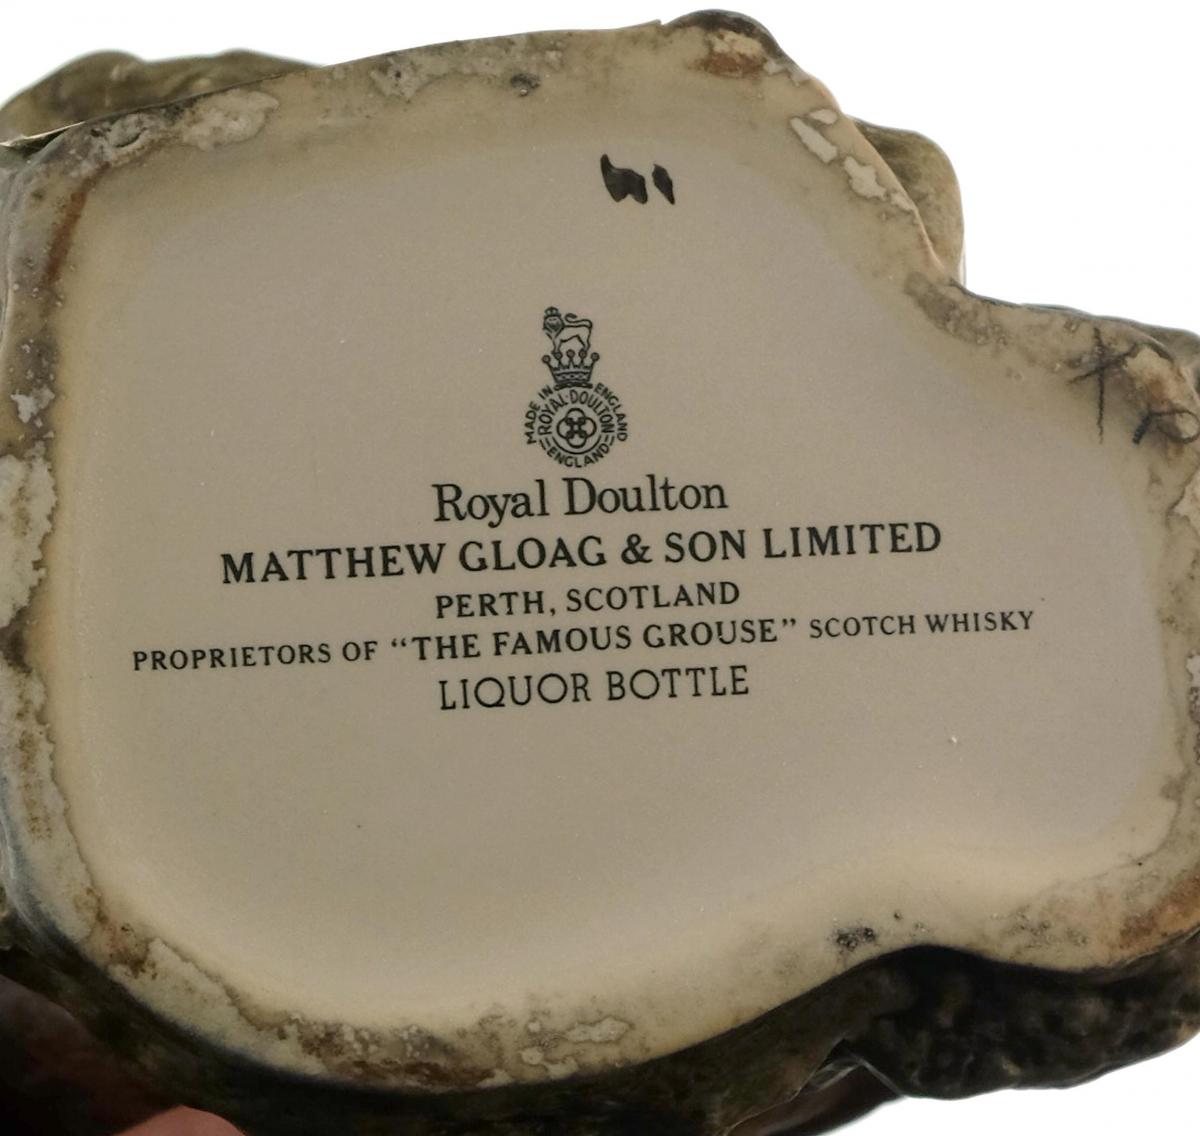 MADE IN ENGLAND
ROYAL·DOULTON
ENGLAND
Royal Doulton
MATTHEW GLOAG & SON LIMITED
PERTH, SCOTLAND
PROPRIETORS OF “THE FAMOUS GROUSE” SCOTCH WHISKY
LIQUOR BOTTLE